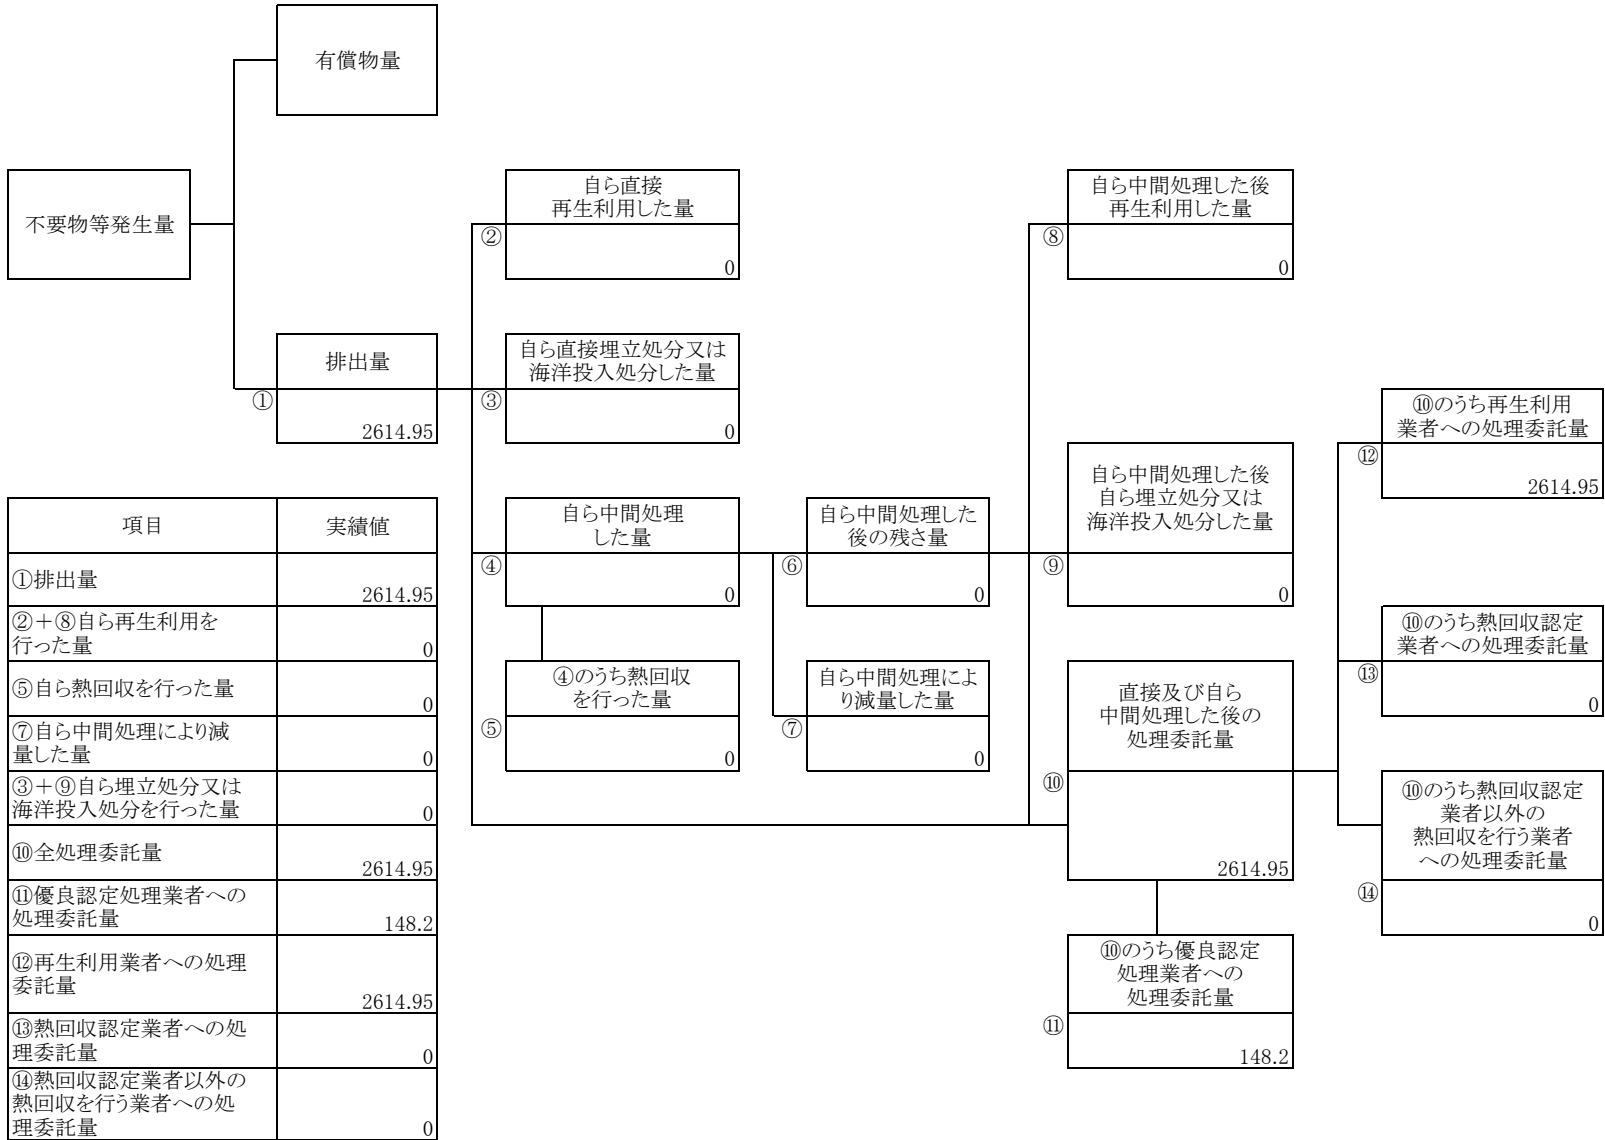 有償物量
不要物等発生量
自ら直接
再生利用した量
②
0
自ら中間処理した後
再生利用した量
⑧
0
排出量
①
2614.95
自ら直接埋立処分又は
海洋投入処分した量
③
0
⑩のうち再生利用
業者への処理委託量
⑫
2614.95
自ら中間処理
した量
④
0
自ら中間処理した
後の残さ量
⑥
0
自ら中間処理した後
自ら埋立処分又は
海洋投入処分した量
⑨
0
⑩のうち熱回収認定
業者への処理委託量
⑬
0
④のうち熱回収
を行った量
⑤
0
自ら中間処理によ
り減量した量
⑦
0
直接及び自ら
中間処理した後の
処理委託量
⑩
2614.95
⑩のうち熱回収認定
業者以外の
熱回収を行う業者
への処理委託量
⑭
0
⑩のうち優良認定
処理業者への
処理委託量
⑪
148.2
項目
実績値
①排出量
2614.95
②＋⑧自ら再生利用を
行った量
0
⑤自ら熱回収を行った量
0
⑦自ら中間処理により減
量した量
0
③＋⑨自ら埋立処分又は
海洋投入処分を行った量
0
⑩全処理委託量
2614.95
⑪優良認定処理業者への
処理委託量
148.2
⑫再生利用業者への処理
委託量
2614.95
⑬熱回収認定業者への処
理委託量
0
⑭熱回収認定業者以外の
熱回収を行う業者への処
理委託量
0